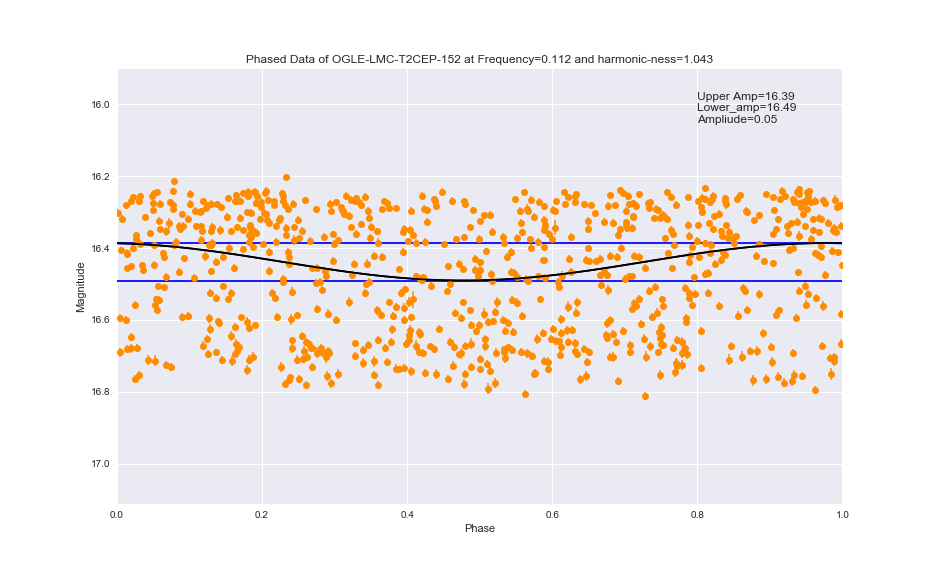 Phased Data of OGLE-LMC-T2CEP-152 at Frequency=0.112 and harmonic-ness=1.043
Upper Amp=16.39
Lower_amp=16.49
Ampliude=0.05
16.0
16.2
16.4
16.6
16.8
17.0
Magnitude
0.0
0.2
0.4
0.6
0.8
1.0
Phase